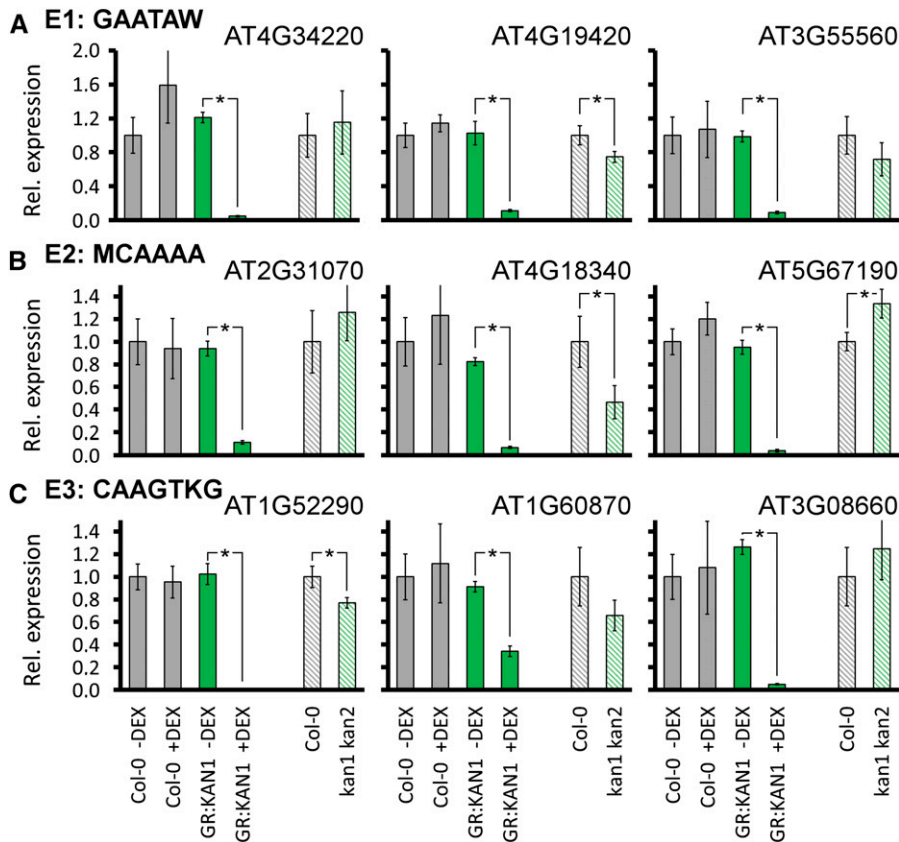 A E1: GAATAW
AT4G34220 AT4G19420 AT3G55560
Rel. expression
2.0
1.6
1.2
0.8
0.4
0.0
* * * *
B E2: MCAAAA
AT2G31070 AT4G18340 AT5G67190
Rel. expression
1.4
1.2
1.0
0.8
0.6
0.4
0.2
0.0
* * * * *
C E3: CAAGTKG
AT1G52290 AT1G60870 AT3G08660
Rel. expression
1.4
1.2
1.0
0.8
0.6
0.4
0.2
0.0
* * * *
Col-0 -DEX
Col-0 +DEX
GR:KAN1 -DEX
GR:KAN1 +DEX
Col-0
kan1 kan2
Col-0 -DEX
Col-0 +DEX
GR:KAN1 -DEX
GR:KAN1 +DEX
Col-0
kan1 kan2
Col-0 -DEX
Col-0 +DEX
GR:KAN1 -DEX
GR:KAN1 +DEX
Col-0
kan1 kan2